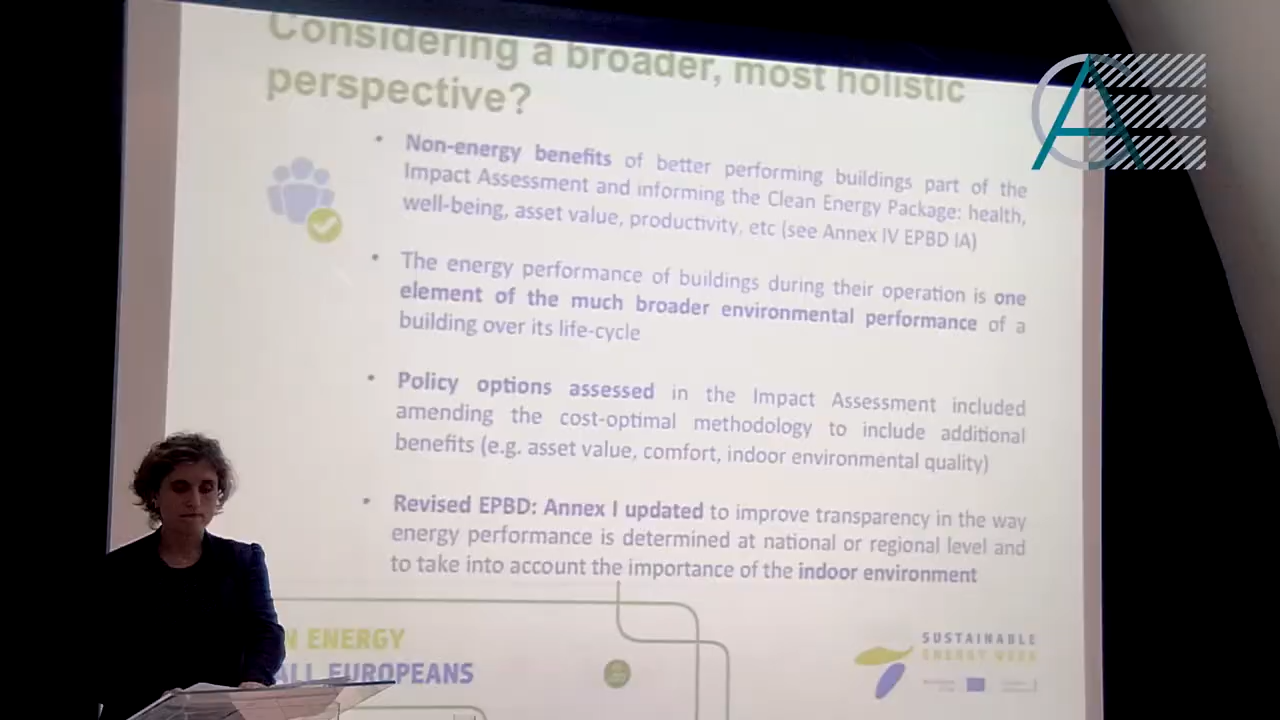 Considering a broader, most holistic
perspective?
• Non-energy benefits of better performing buildings part of the
Impact Assessment and informing the Clean Energy Package: health,
well-being, asset value, productivity, etc (see Annex IV EPBD IA)
• The energy performance of buildings during their operation is one
element of the much broader environmental performance of a
building over its life-cycle
• Policy options assessed in the Impact Assessment included
amending the cost-optimal methodology to include additional
benefits (e.g. asset value, comfort, indoor environmental quality)
• Revised EPBD: Annex I updated to improve transparency in the way
energy performance is determined at national or regional level and
to take into account the importance of the indoor environment
N ENERGY
ALL EUROPEANS
SUSTAINABLE
ENERGY WEEK
ACE